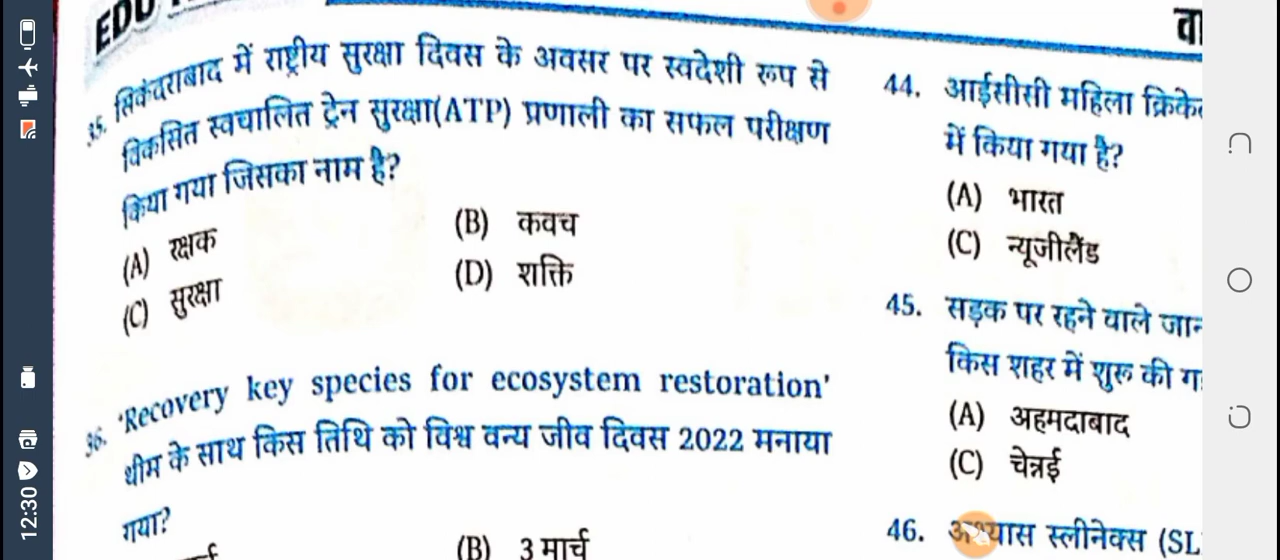 EDU
35. सिकंदराबाद में राष्ट्रीय सुरक्षा दिवस के अवसर पर स्वदेशी रूप से
विकसित स्वचालित ट्रेन सुरक्षा(ATP) प्रणाली का सफल परीक्षण
किया गया जिसका नाम है?
(A) रक्षक (B) कवच
(C) सुरक्षा (D) शक्ति
36. 'Recovery key species for ecosystem restoration'
थीम के साथ किस तिथि को विश्व वन्य जीव दिवस 2022 मनाया
गया?
(B) 3 मार्च
वा
44. आईसीसी महिला क्रिके
में किया गया है?
(A) भारत
(C) न्यूजीलैंड
45. सड़क पर रहने वाले जान
किस शहर में शुरू की ग
(A) अहमदाबाद
(C) चेन्नई
46. अभ्यास स्लीनेक्स (SL
12:30